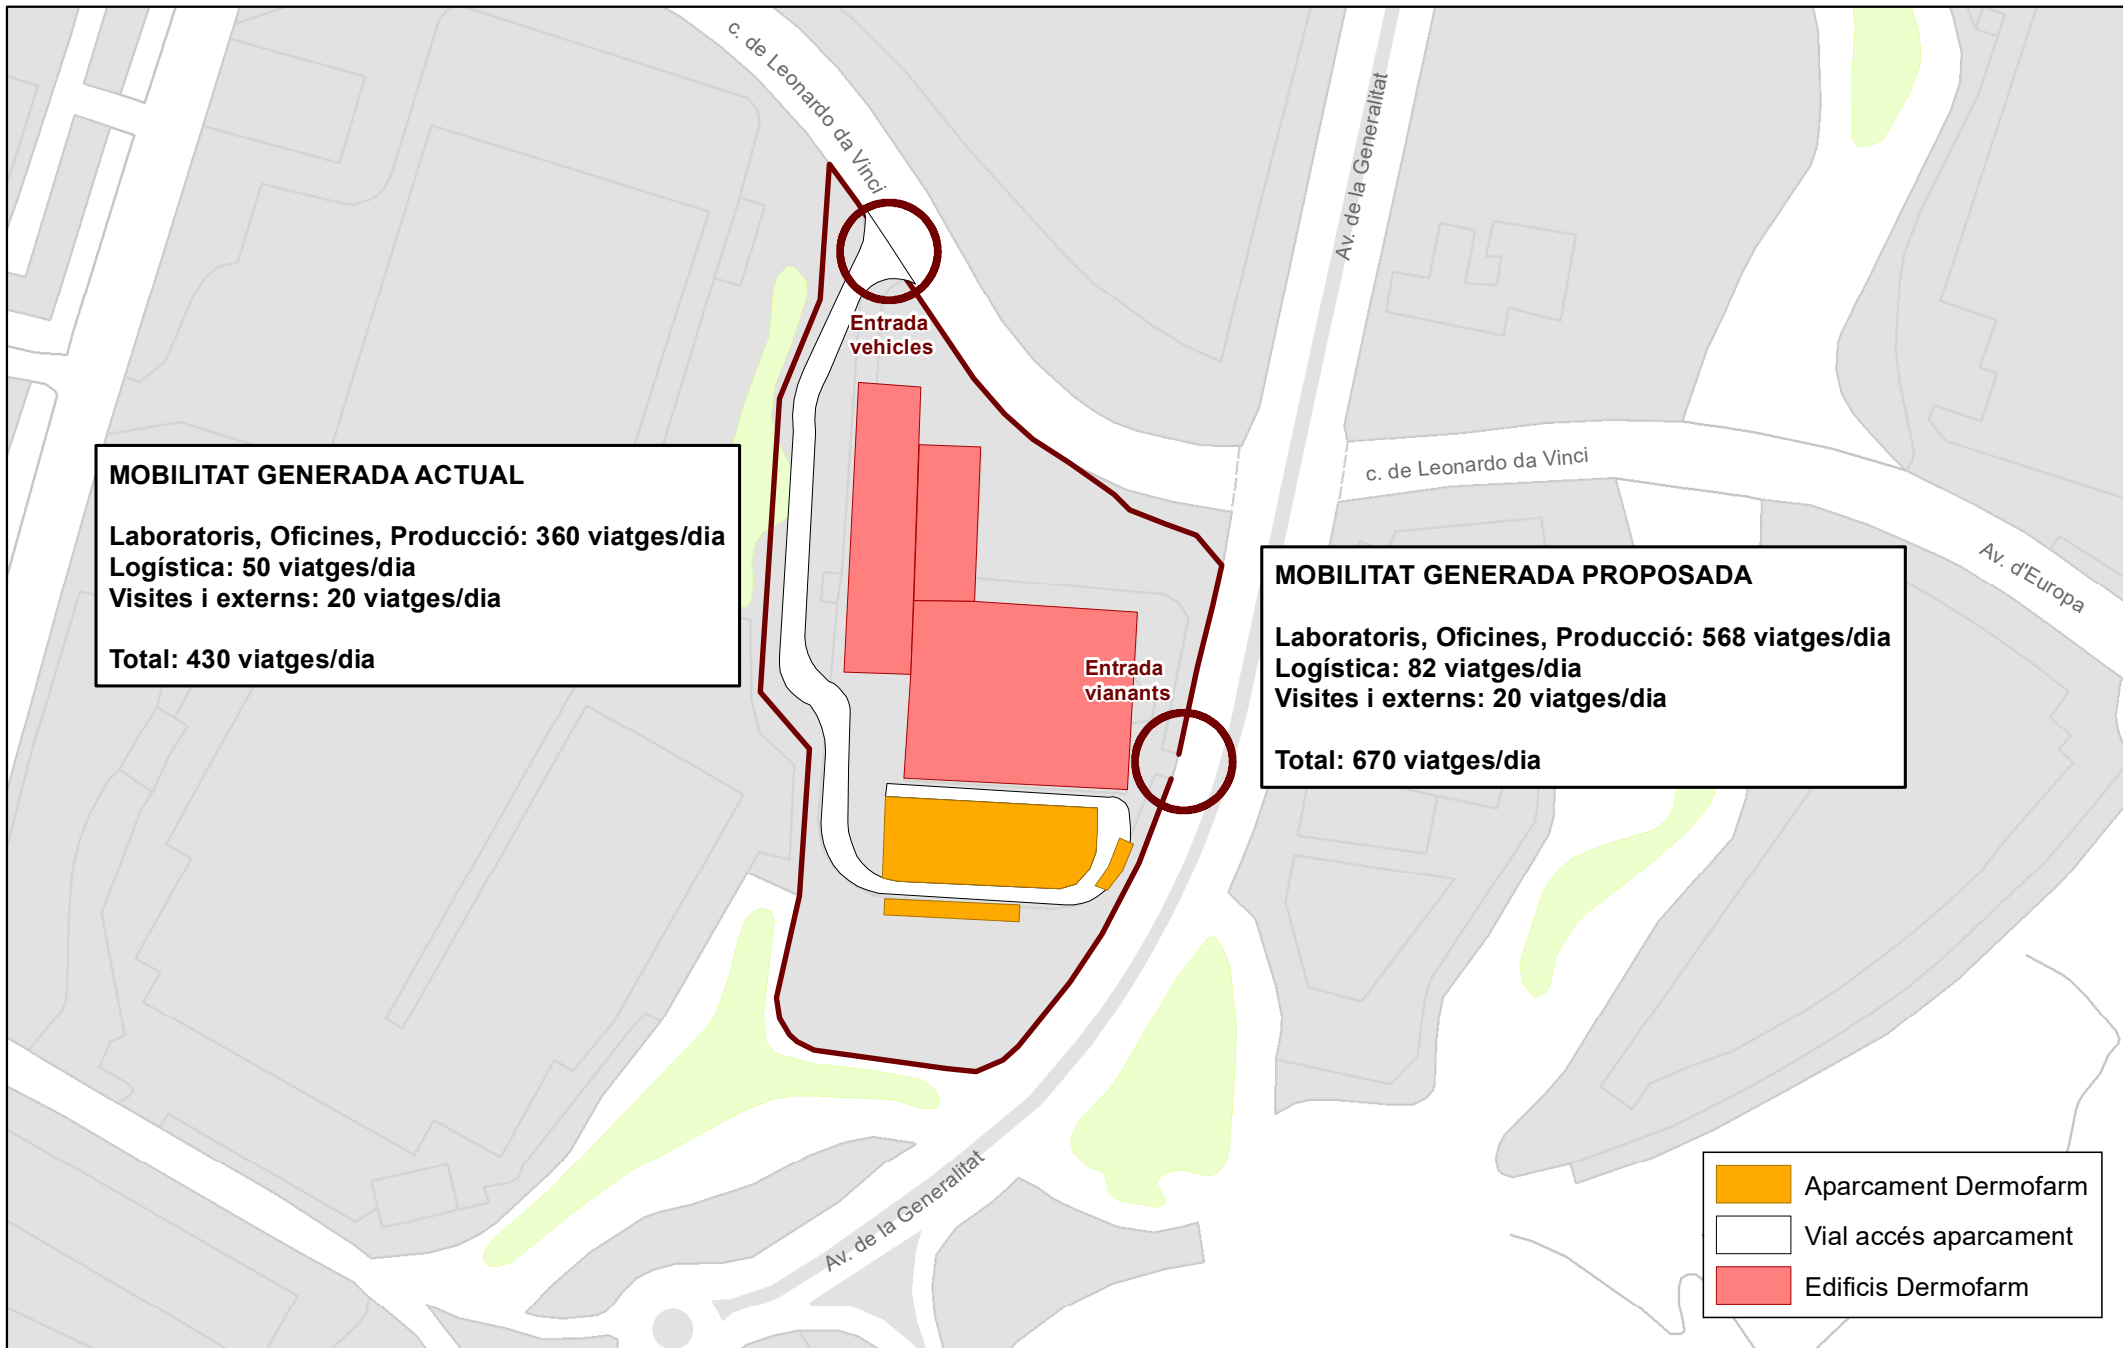 c. de Leonardo da Vinci
Av. de la Generalitat
Entrada
vehicles
MOBILITAT GENERADA ACTUAL
Laboratoris, Oficines, Producció: 360 viatges/dia
Logística: 50 viatges/dia
Visites i externs: 20 viatges/dia
Total: 430 viatges/dia
c. de Leonardo da Vinci
Av. d'Europa
MOBILITAT GENERADA PROPOSADA
Laboratoris, Oficines, Producció: 568 viatges/dia
Logística: 82 viatges/dia
Visites i externs: 20 viatges/dia
Total: 670 viatges/dia
Entrada
vianants
Av. de la Generalitat
Aparcament Dermofarm
Vial accés aparcament
Edificis Dermofarm